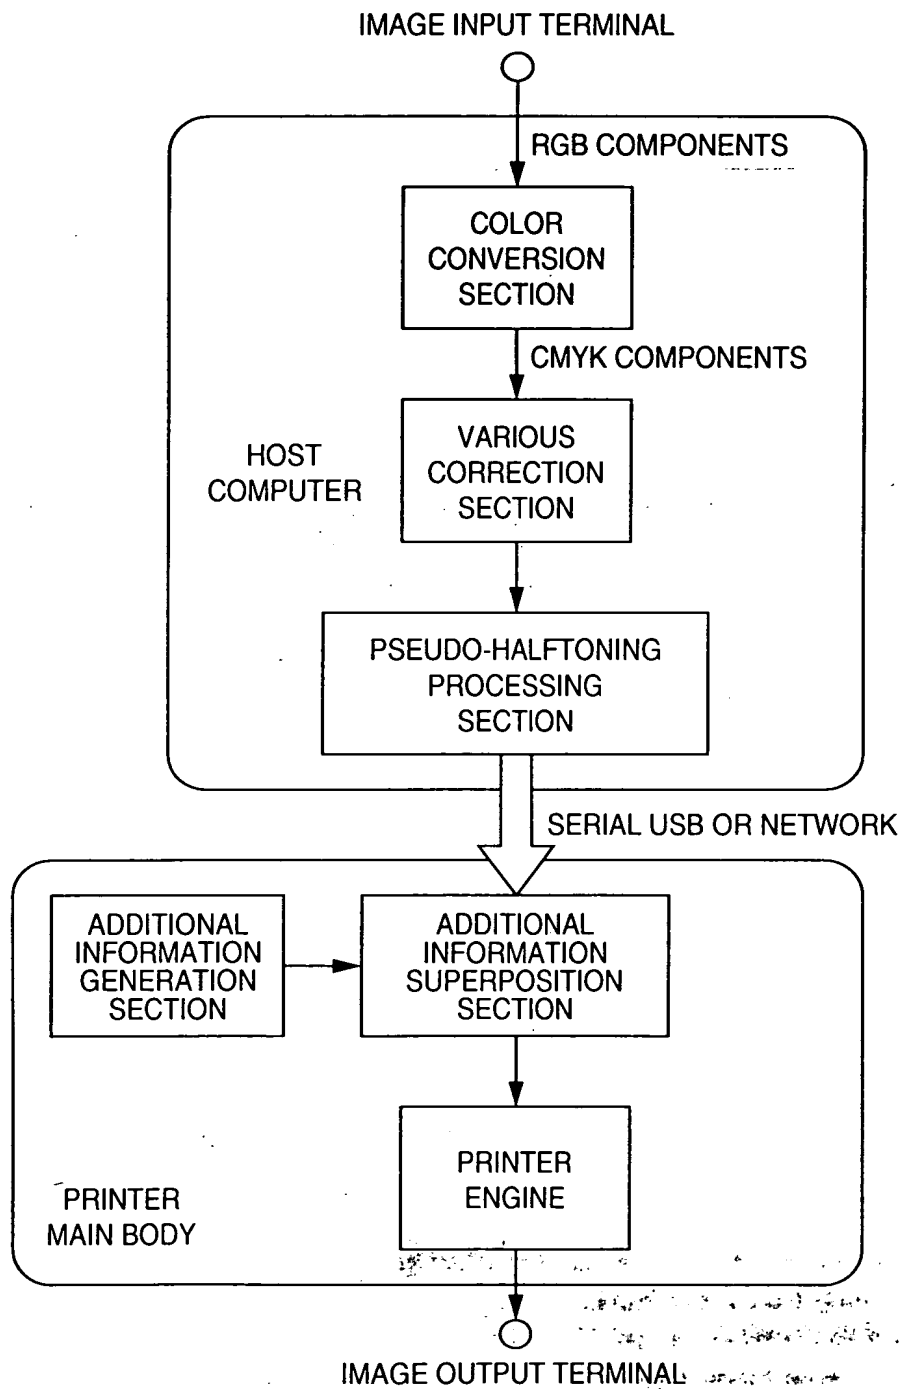 IMAGE INPUT TERMINAL
RGB COMPONENTS
COLOR
CONVERSION
SECTION
CMYK COMPONENTS
VARIOUS
CORRECTION
SECTION
HOST
COMPUTER
PSEUDO-HALFTONING
PROCESSING
SECTION
SERIAL USB OR NETWORK
ADDITIONAL
INFORMATION
GENERATION
SECTION
ADDITIONAL
INFORMATION
SUPERPOSITION
SECTION
PRINTER
ENGINE
PRINTER
MAIN BODY
IMAGE OUTPUT TERMINAL